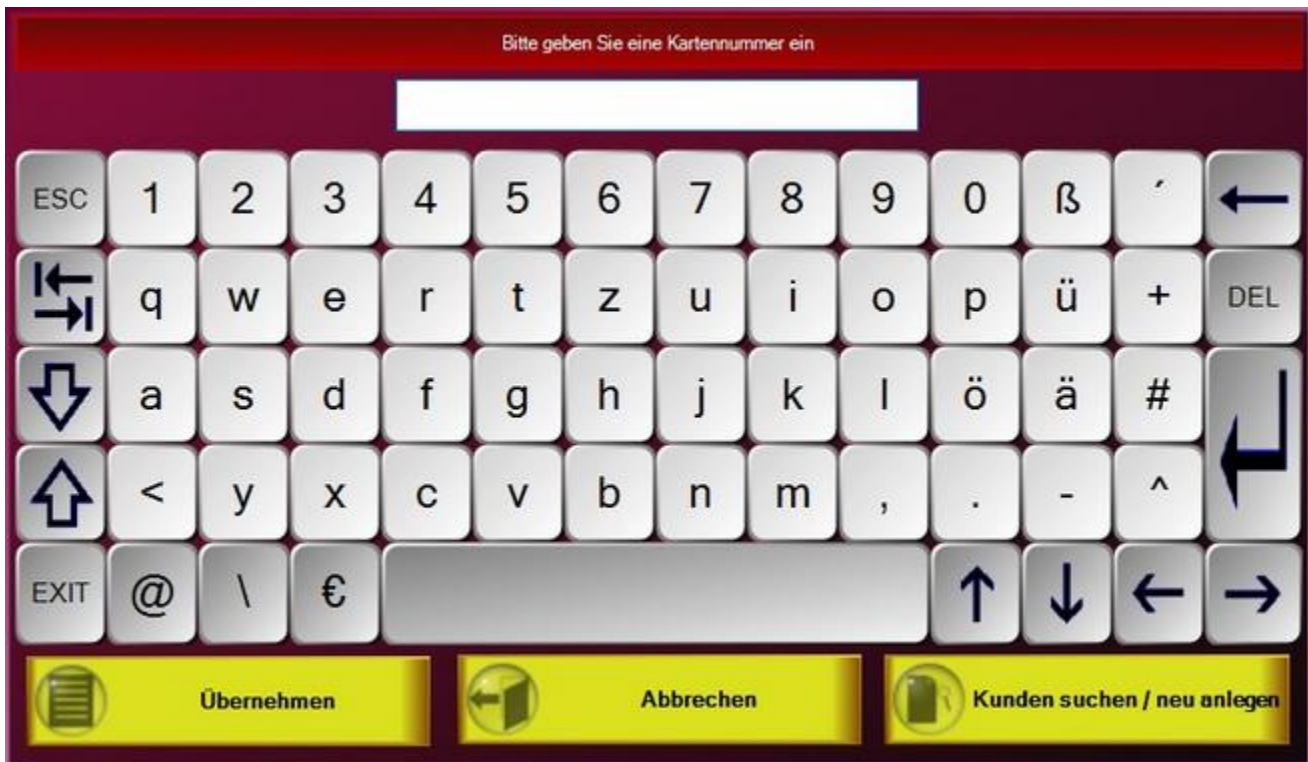 Bitte geben Sie eine Kartennummer ein
ESC 1 2 3 4 5 6 7 8 9 0 ß ´
q w e r t z u i o p ü + DEL
a s d f g h j k l ö ä #
< y x c v b n m , . - ^
EXIT @ \ €
Übernehmen Abbrechen Kunden suchen / neu anlegen